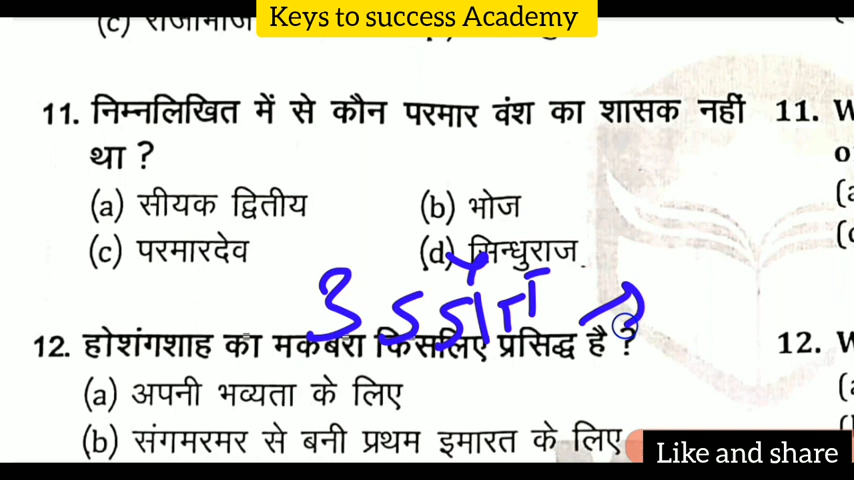 Keys to success Academy
(c) राजाभोज
11. निम्नलिखित में से कौन परमार वंश का शासक नहीं
था ?
(a) सीयक द्वितीय (b) भोज
(c) परमारदेव (d) सिन्धुराज
12. होशंगशाह का मकबरा किसलिए प्रसिद्ध है ?
(a) अपनी भव्यता के लिए
(b) संगमरमर से बनी प्रथम इमारत के लिए
11.
12.
Like and share